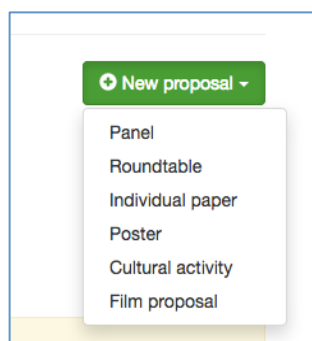 New proposal
Panel
Roundtable
Individual paper
Poster
Cultural activity
Film proposal